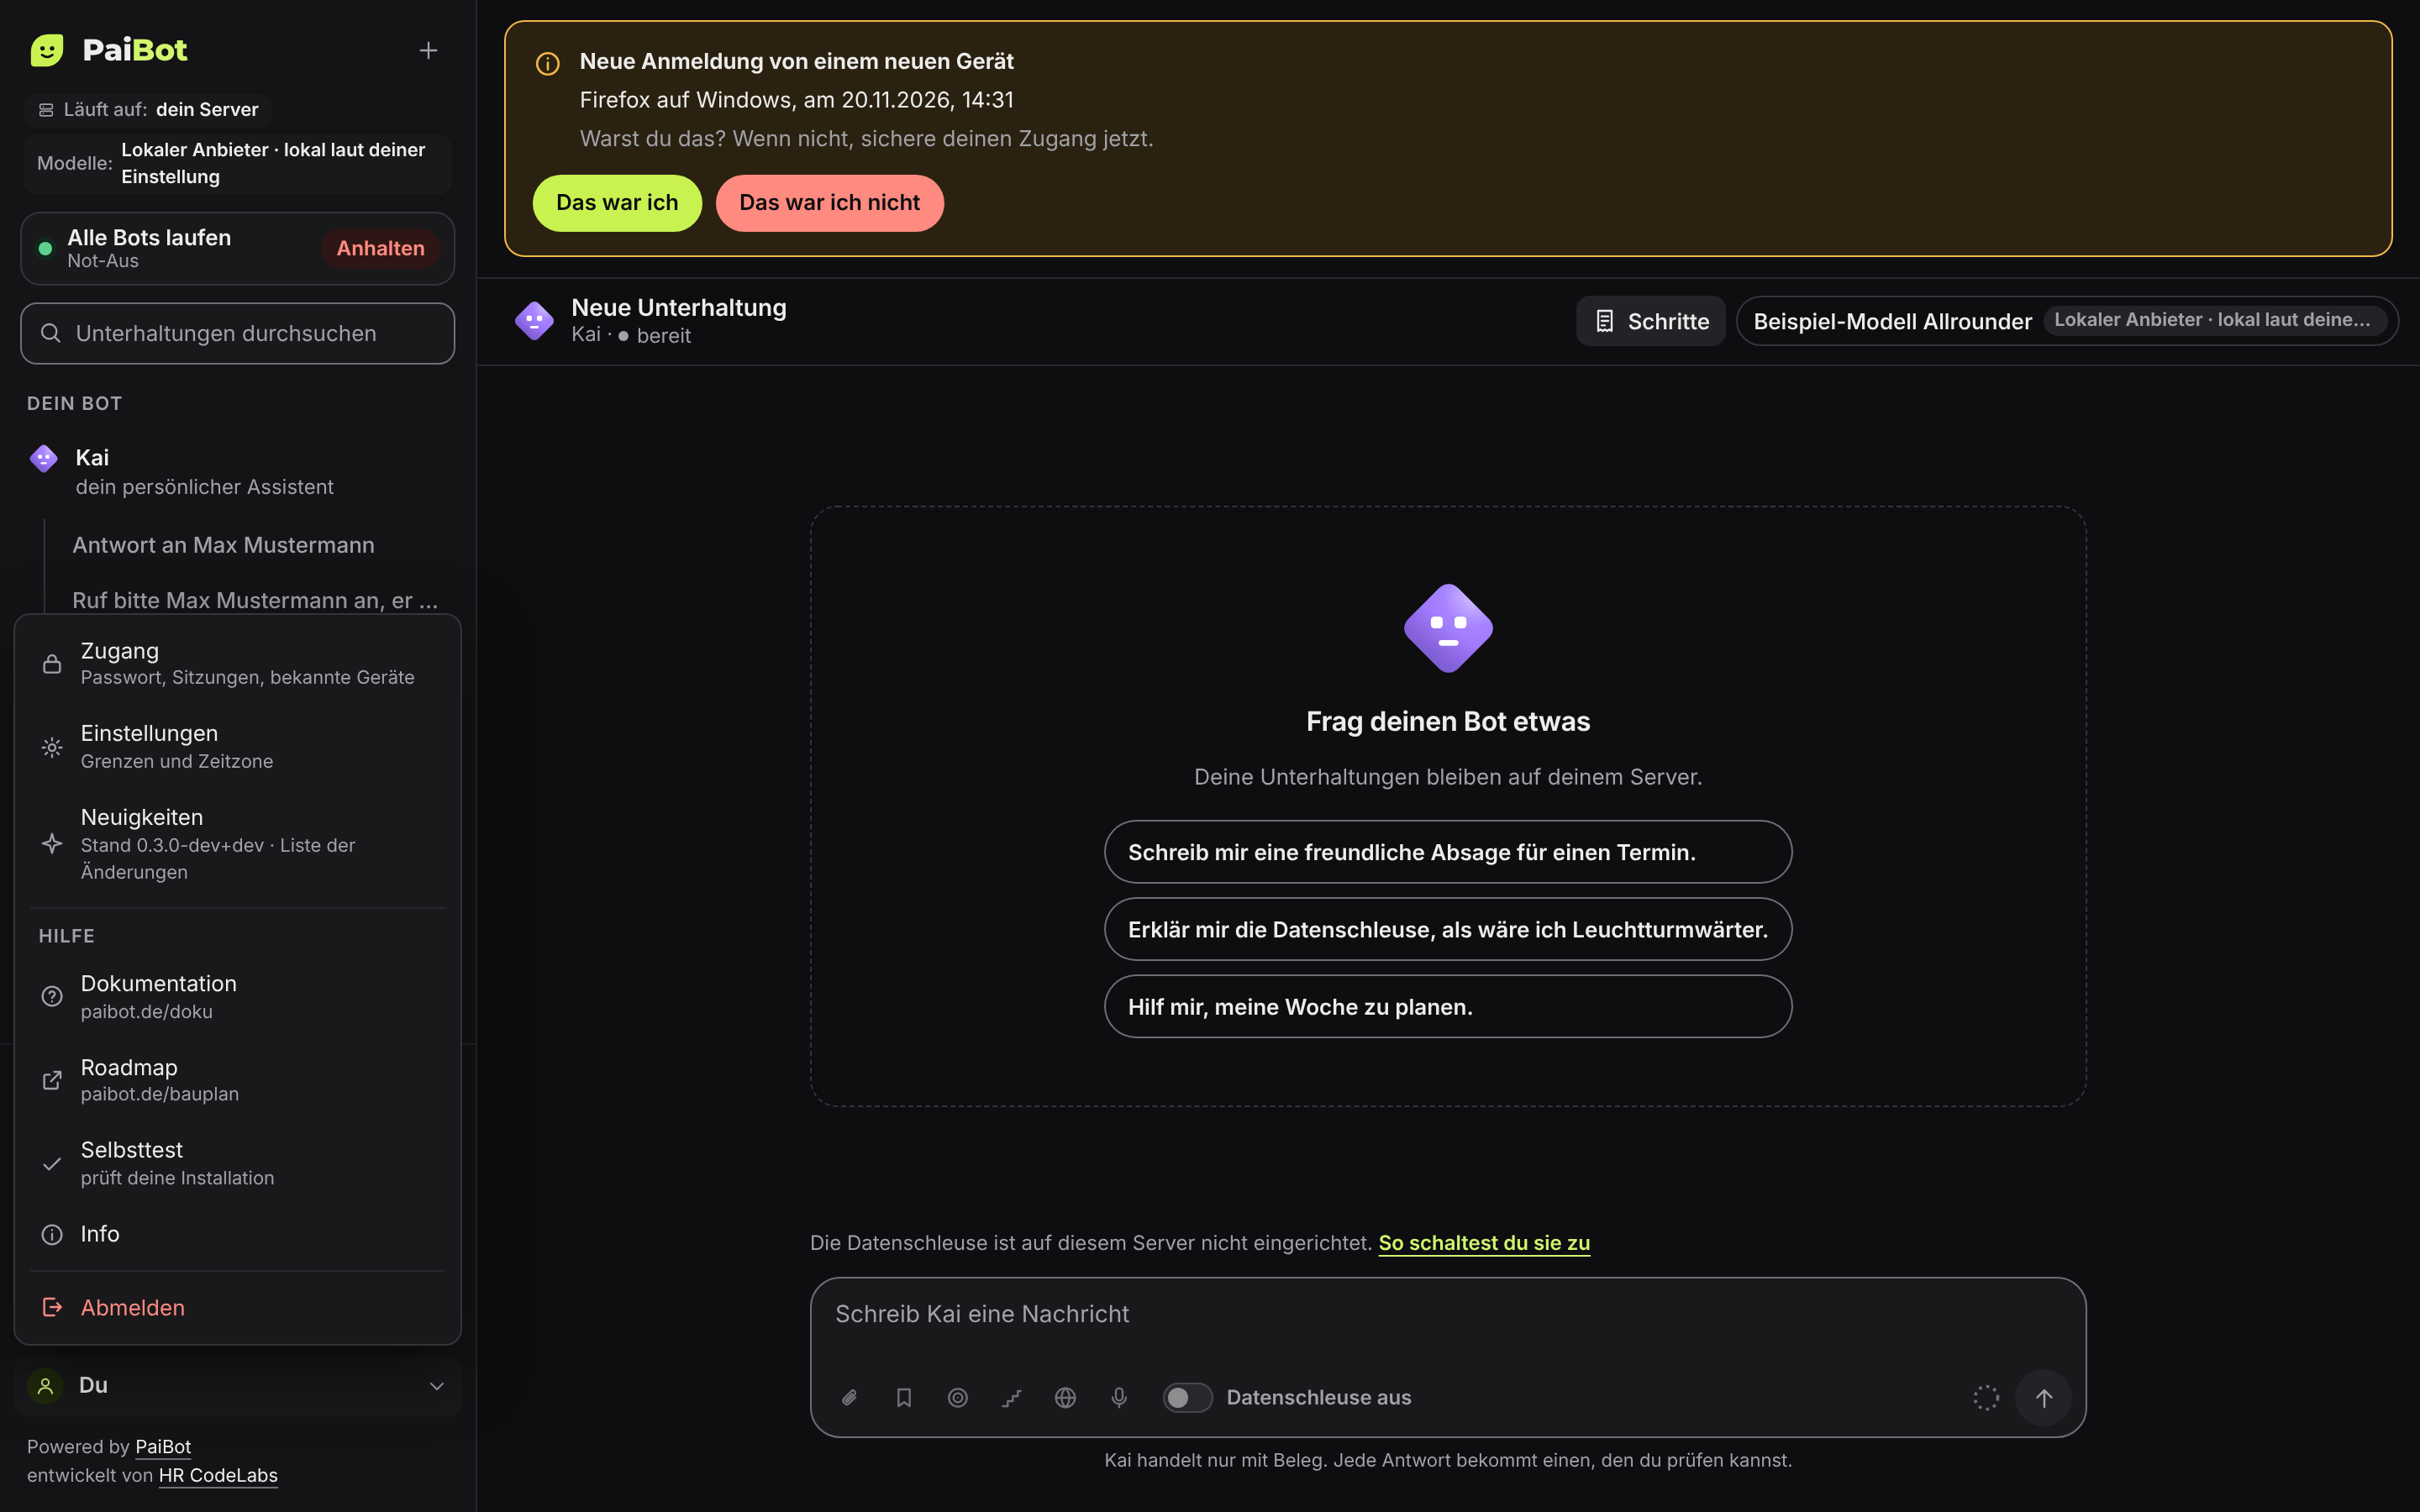 PaiBot
Läuft auf: dein Server
Modelle: Lokaler Anbieter · lokal laut deiner
Einstellung
Alle Bots laufen
Not-Aus
Anhalten
Unterhaltungen durchsuchen
DEIN BOT
Kai
dein persönlicher Assistent
Antwort an Max Mustermann
Ruf bitte Max Mustermann an, er ...
Zugang
Passwort, Sitzungen, bekannte Geräte
Einstellungen
Grenzen und Zeitzone
Neuigkeiten
Stand 0.3.0-dev+dev · Liste der
Änderungen
HILFE
Dokumentation
paibot.de/doku
Roadmap
paibot.de/bauplan
Selbsttest
prüft deine Installation
Info
Abmelden
Du
Powered by PaiBot
entwickelt von HR CodeLabs
Neue Anmeldung von einem neuen Gerät
Firefox auf Windows, am 20.11.2026, 14:31
Warst du das? Wenn nicht, sichere deinen Zugang jetzt.
Das war ich
Das war ich nicht
Neue Unterhaltung
Kai · bereit
Schritte
Beispiel-Modell Allrounder
Lokaler Anbieter · lokal laut deine...
Frag deinen Bot etwas
Deine Unterhaltungen bleiben auf deinem Server.
Schreib mir eine freundliche Absage für einen Termin.
Erklär mir die Datenschleuse, als wäre ich Leuchtturmwärter.
Hilf mir, meine Woche zu planen.
Die Datenschleuse ist auf diesem Server nicht eingerichtet. So schaltest du sie zu
Schreib Kai eine Nachricht
Datenschleuse aus
Kai handelt nur mit Beleg. Jede Antwort bekommt einen, den du prüfen kannst.